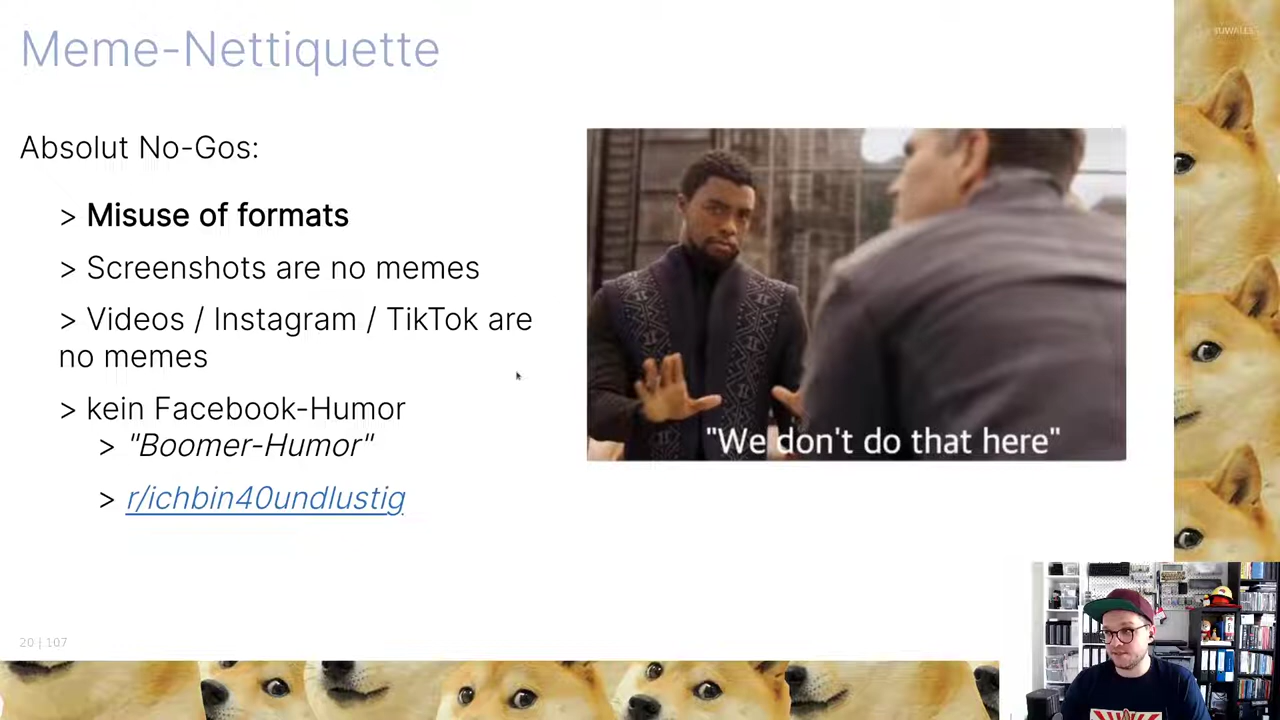 Meme-Nettiquette
Absolut No-Gos:
> Misuse of formats
> Screenshots are no memes
> Videos / Instagram / TikTok are
no memes
> kein Facebook-Humor
> "Boomer-Humor"
> r/ichbin40undlustig
"We don't do that here"
20 | 107